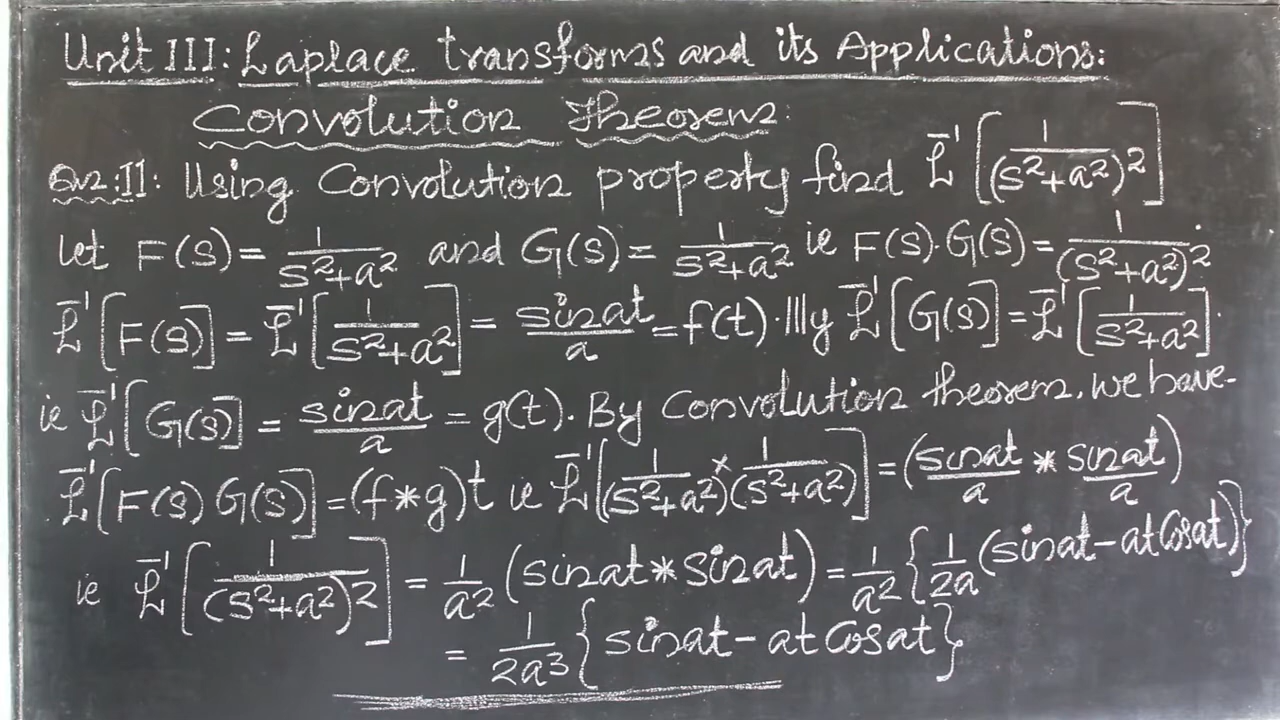 Unit III: Laplace transforms and its Applications:
Convolution Theorem:
Qn:II: Using Convolution property find L⁻¹[1/(s²+a²)²]
let F(s) = 1/(s²+a²) and G(s) = 1/(s²+a²) ie F(s)·G(s) = 1/(s²+a²)².
L⁻¹[F(s)] = L⁻¹[1/(s²+a²)] = sinat/a = f(t). IIIly L⁻¹[G(s)] = L⁻¹[1/(s²+a²)].
ie L⁻¹[G(s)] = sinat/a = g(t). By Convolution theorem, we have-
L⁻¹[F(s) G(s)] = (f*g)t ie L⁻¹[1/(s²+a²) × 1/(s²+a²)] = (sinat/a * sinat/a)
ie L⁻¹[1/(s²+a²)²] = 1/a² (sinat * sinat) = 1/a² {1/2a (sinat - at Cosat)}
= 1/2a³ {sinat - at Cosat}